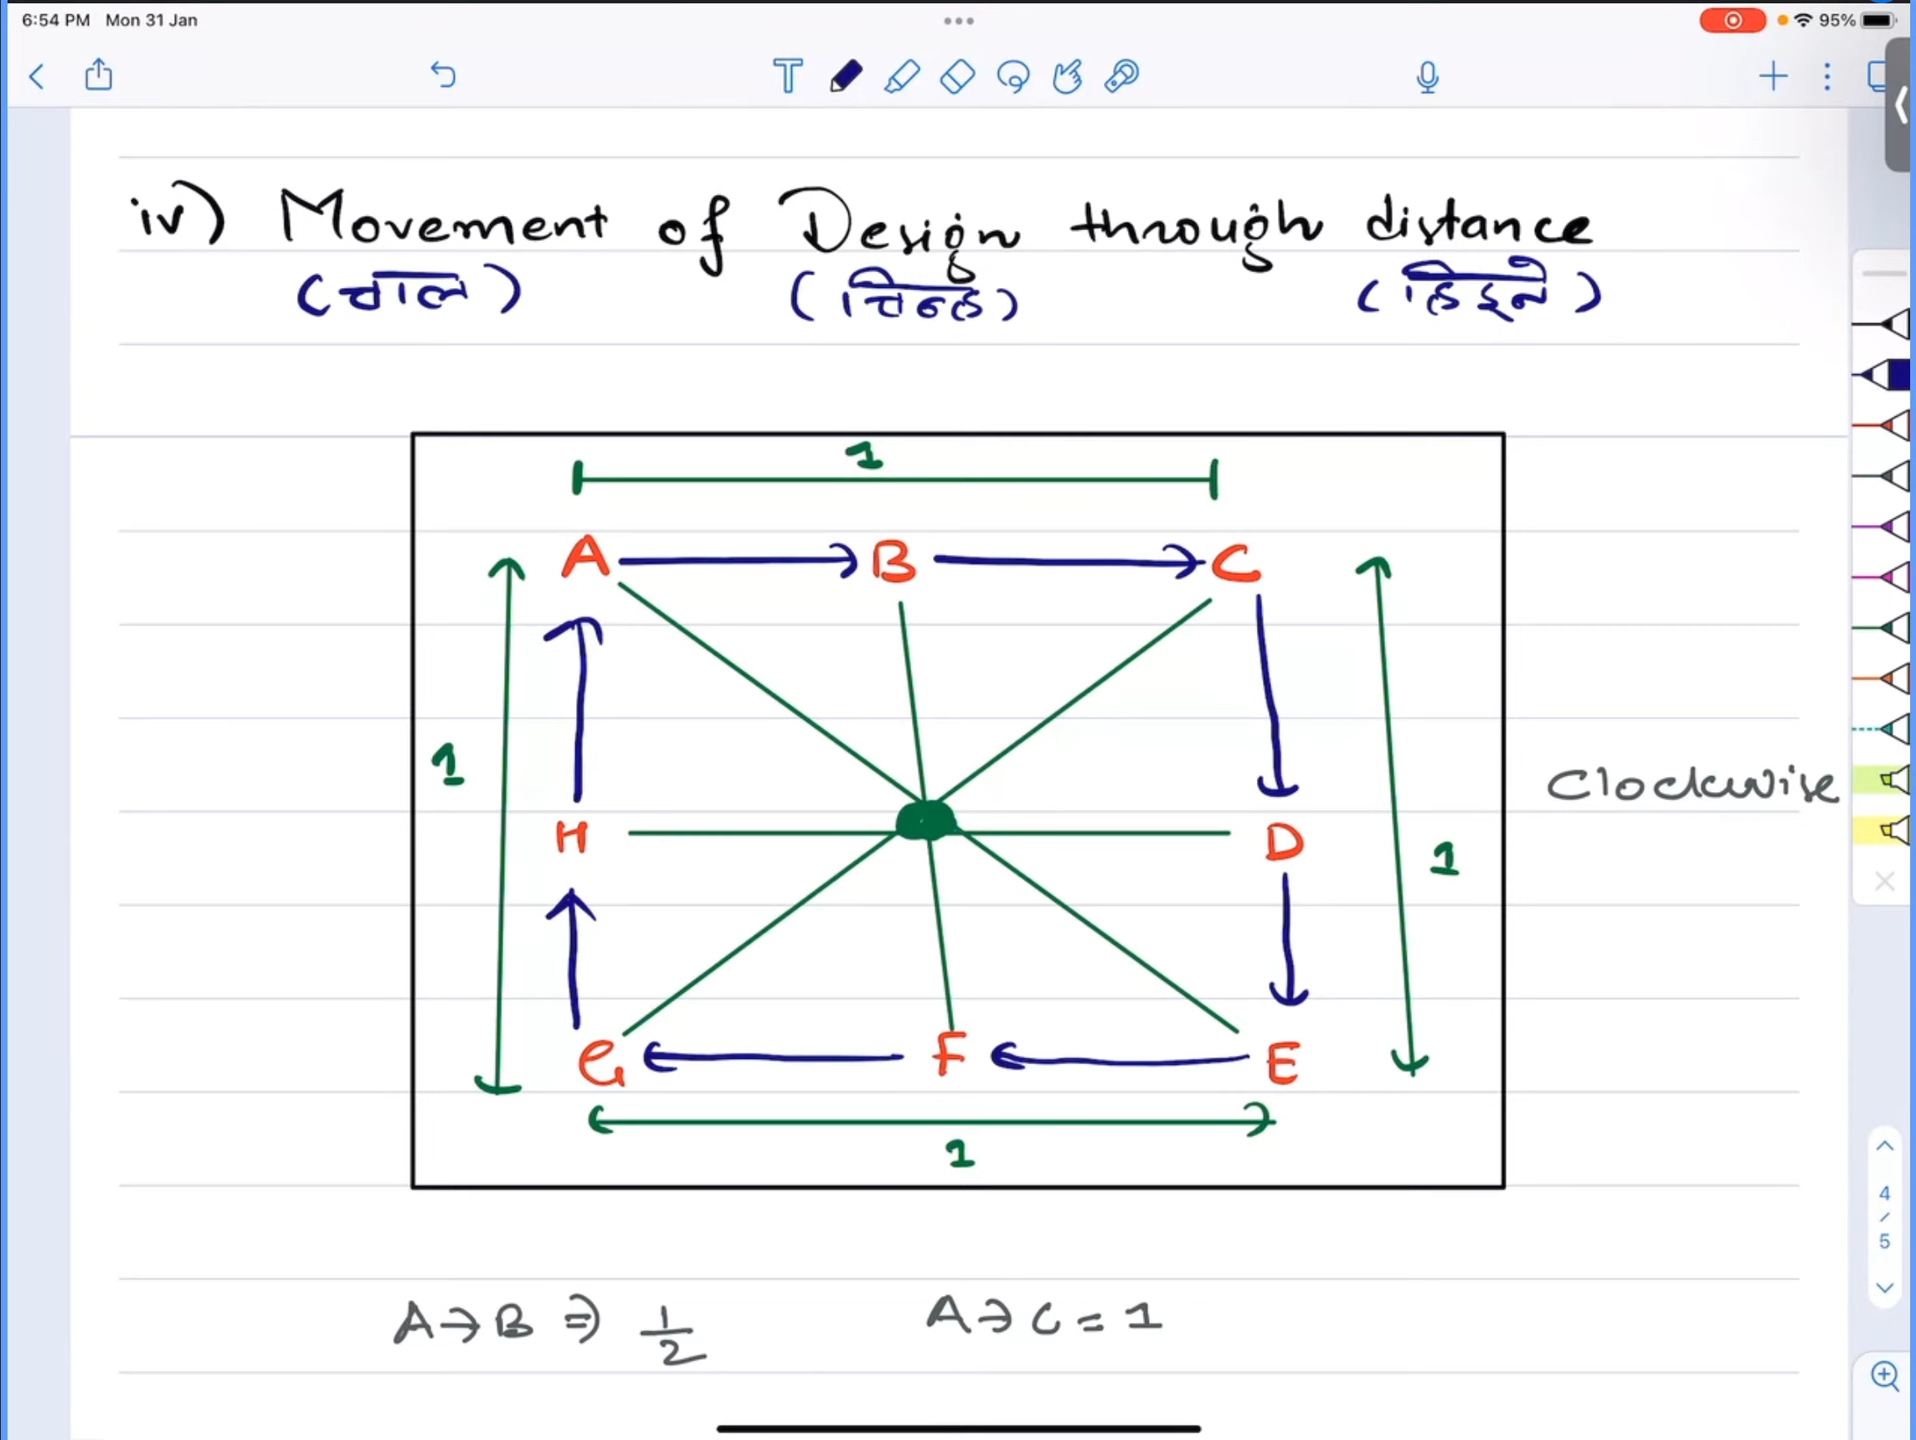 6:54 PM Mon 31 Jan
95%
iv) Movement of Design through distance
(चाल) (चिन्ह)
1
A B C
1
H D
Clockwise
1
G F E
1
4
/
5
A→B ⇒ 1/2 A→C = 1